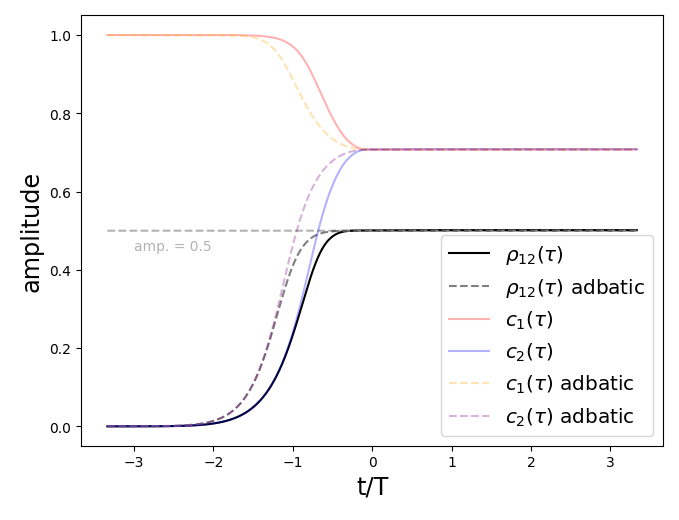 amplitude
1.0
0.8
0.6
0.4
0.2
0.0
amp. = 0.5
ρ₁₂(τ)
ρ₁₂(τ) adbatic
c₁(τ)
c₂(τ)
c₁(τ) adbatic
c₂(τ) adbatic
−3 −2 −1 0 1 2 3
t/T